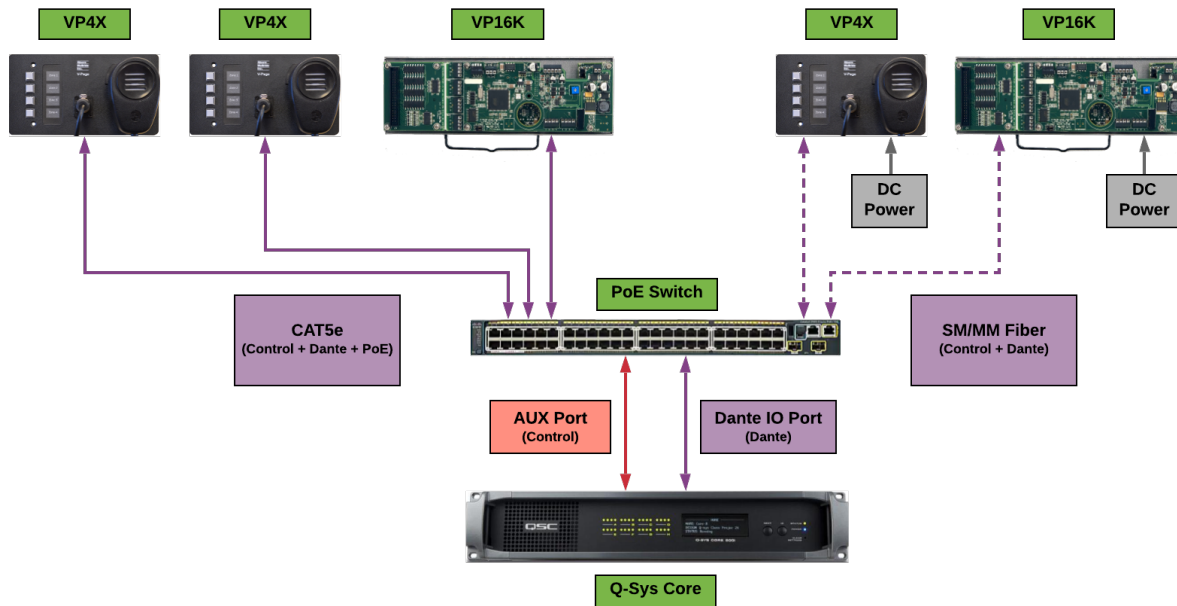 VP4X
VP4X
VP16K
VP4X
VP16K
DC
Power
DC
Power
PoE Switch
CAT5e
(Control + Dante + PoE)
SM/MM Fiber
(Control + Dante)
AUX Port
(Control)
Dante IO Port
(Dante)
QSC
Q-Sys Core